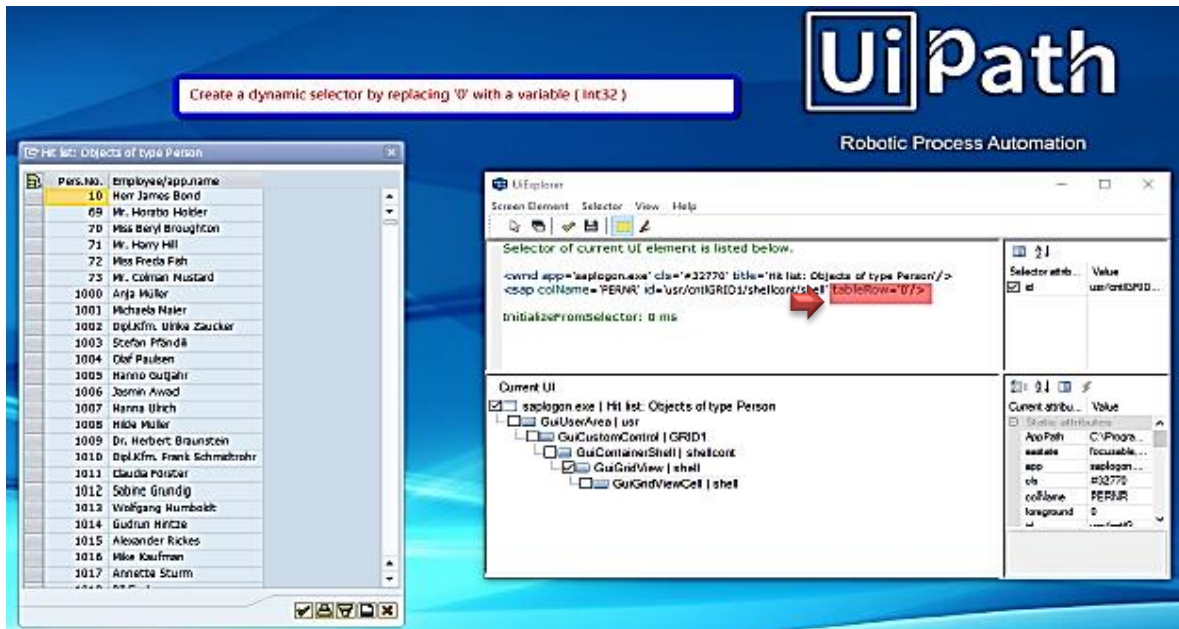 UiPath
Robotic Process Automation
Create a dynamic selector by replacing '0' with a variable ( Int32 )
Hit list: Objects of type Person
Pers.No. Employee/app.name
10 Herr James Bond
69 Mr. Horatio Holder
70 Miss Beryl Broughton
71 Mr. Harry Hill
72 Miss Freda Fish
73 Mr. Colman Mustard
1000 Anja Müller
1001 Michaela Maier
1002 Dipl.Kfm. Ulrike Zaucker
1003 Stefan Pfändli
1004 Olaf Paulsen
1005 Hanno Gutjahr
1006 Jasmin Awad
1007 Hanna Ulrich
1008 Hilde Müller
1009 Dr. Herbert Braunstein
1010 Dipl.Kfm. Frank Schmidtrohr
1011 Claudia Förster
1012 Sabine Grundig
1013 Wolfgang Humboldt
1014 Gudrun Hintze
1015 Alexander Rickes
1016 Mike Kaufman
1017 Annette Sturm
UiExplorer
Screen Element Selector View Help
Selector of current UI element is listed below.
<wnd app='saplogon.exe' cls='#32770' title='Hit list: Objects of type Person'/>
<sap colName='PERNR' id='usr/cntlGRID1/shellcont/shell' tableRow='0'/>
InitializeFromSelector: 0 ms
Selector attrib... Value
id usr/cntlGRID...
Current UI
saplogon.exe | Hit list: Objects of type Person
GuiUserArea | usr
GuiCustomControl | GRID1
GuiContainerShell | shellcont
GuiGridView | shell
GuiGridViewCell | shell
Current attribu... Value
Static attributes
AppPath C:\Progra...
aastate focusable,...
app saplogon...
cls #32770
colName PERNR
foreground 0